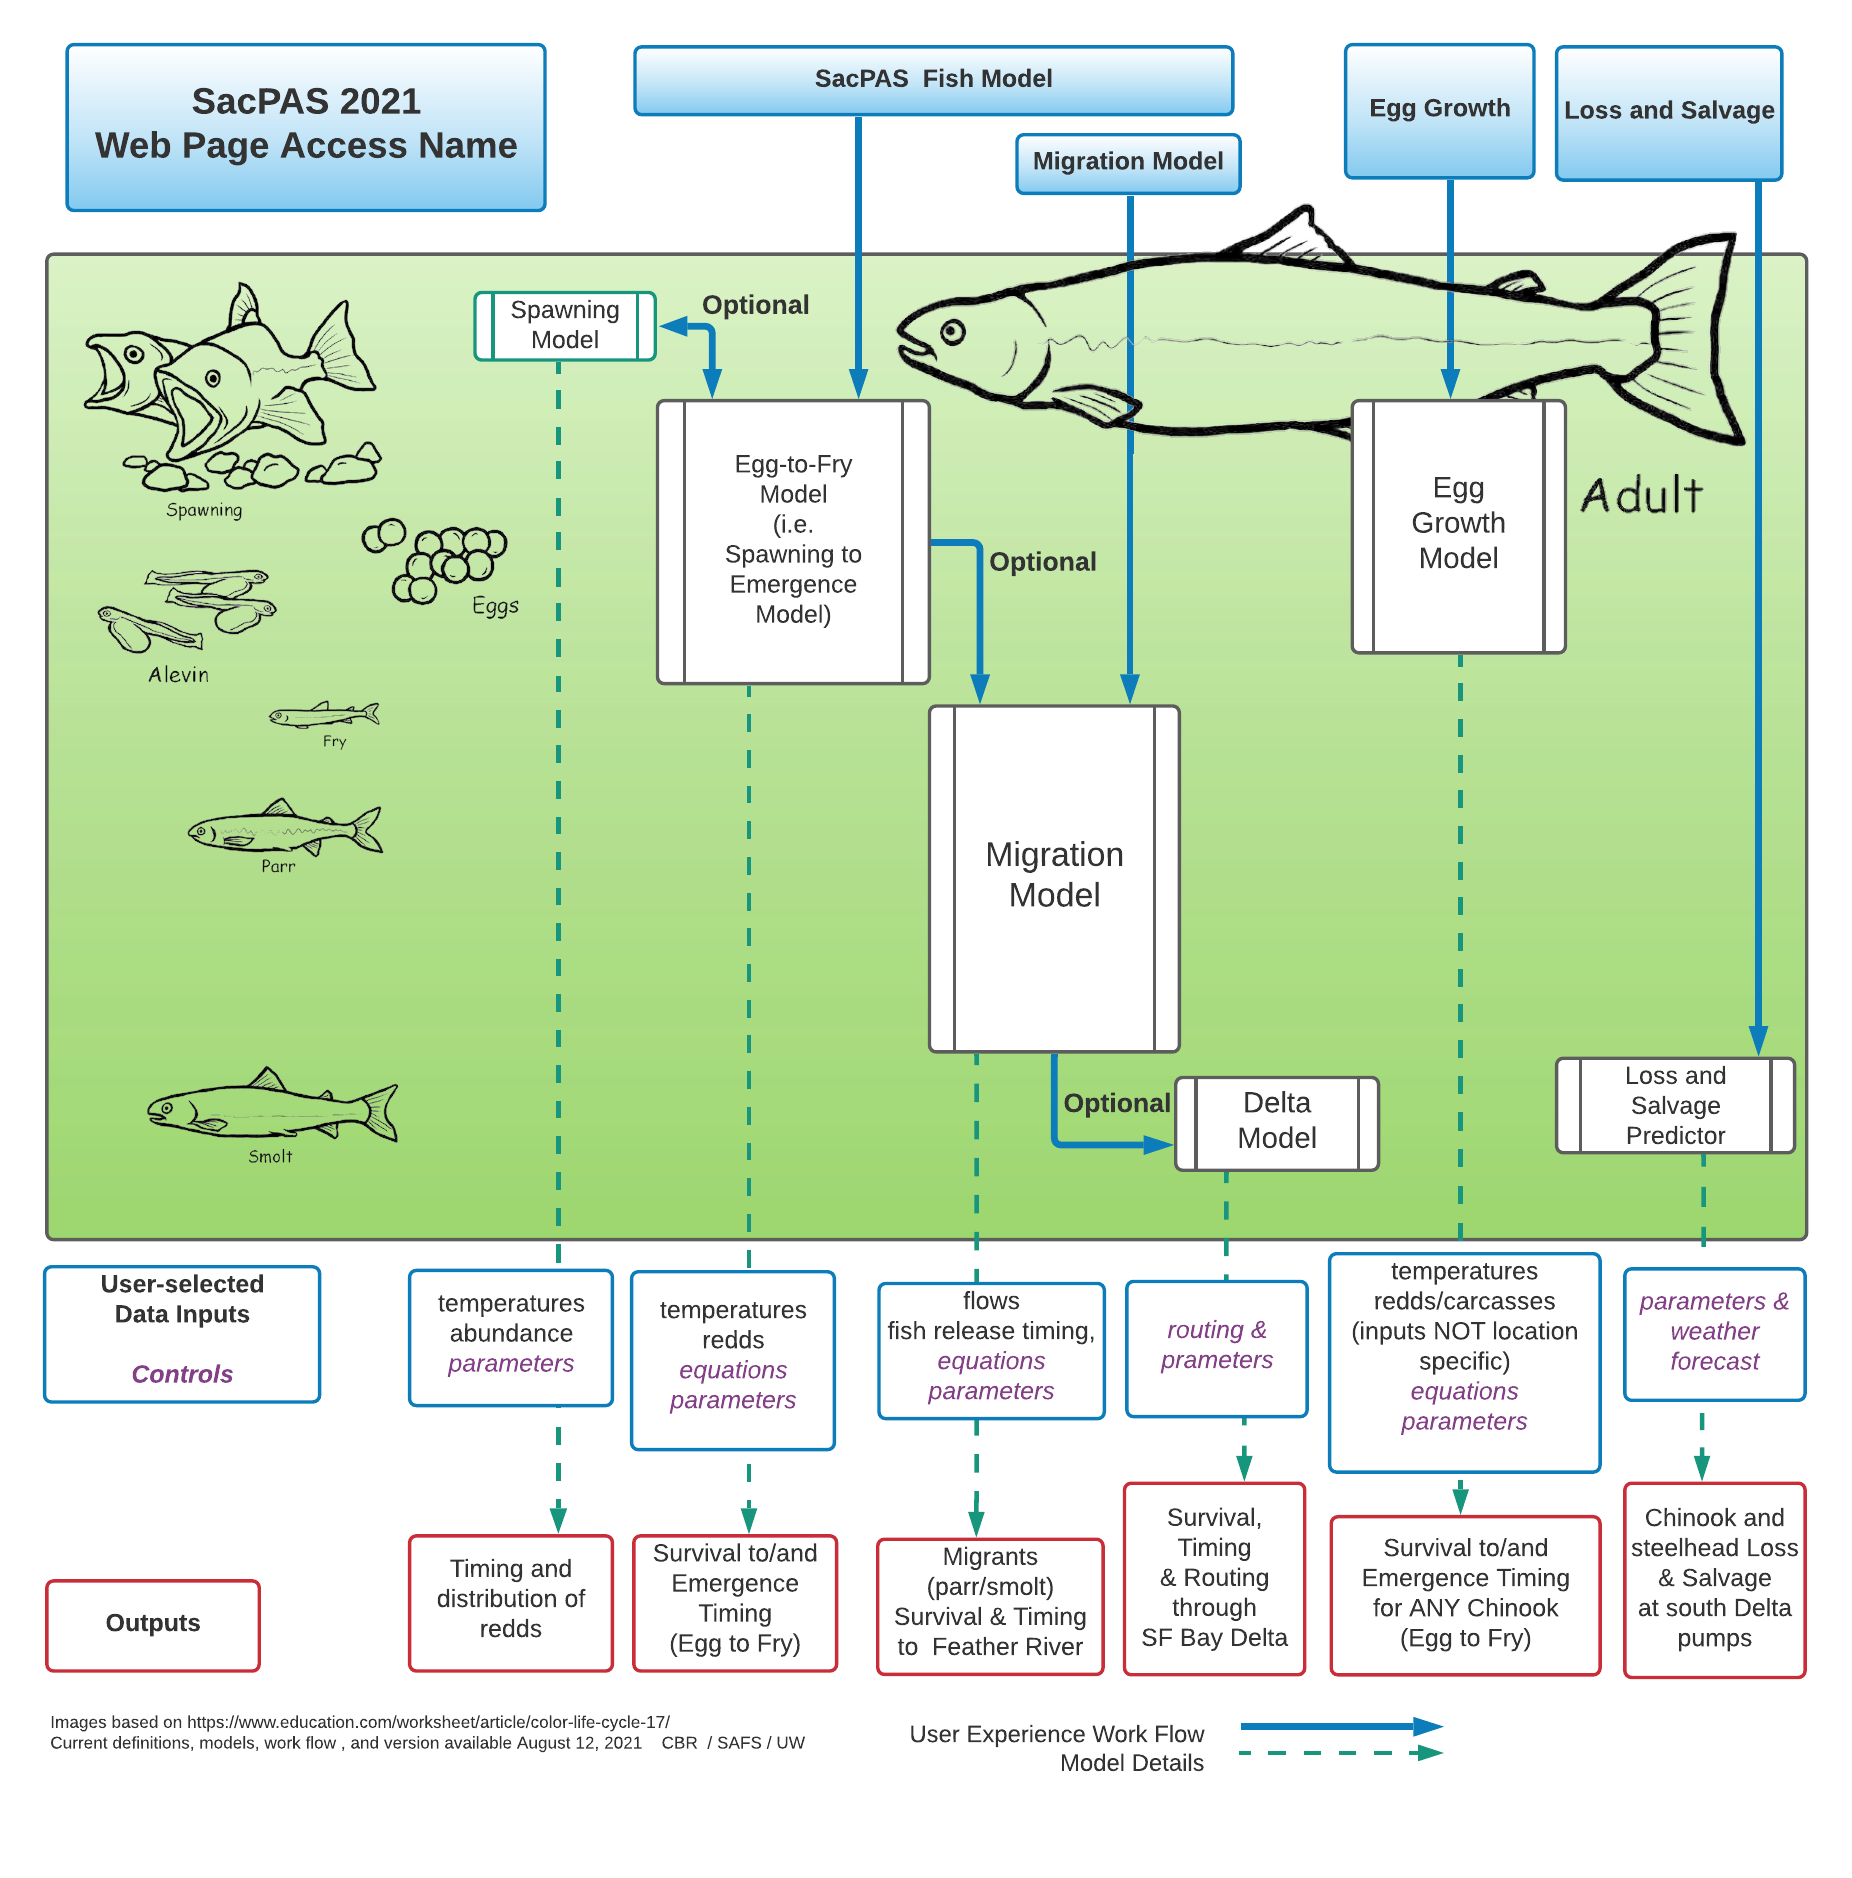 SacPAS 2021
Web Page Access Name
SacPAS  Fish Model
Migration Model
Egg Growth
Loss and Salvage
Spawning
Model
Optional
Spawning
Eggs
Alevin
Fry
Parr
Smolt
Adult
Egg-to-Fry
Model
(i.e.
Spawning to
Emergence
Model)
Optional
Egg
Growth
Model
Migration
Model
Optional
Delta
Model
Loss and
Salvage
Predictor
User-selected
Data Inputs
Controls
temperatures
abundance
parameters
temperatures
redds
equations
parameters
flows
fish release timing,
equations
parameters
routing &
prameters
temperatures
redds/carcasses
(inputs NOT location
specific)
equations
parameters
parameters &
weather
forecast
Outputs
Timing and
distribution of
redds
Survival to/and
Emergence
Timing
(Egg to Fry)
Migrants
(parr/smolt)
Survival & Timing
to  Feather River
Survival,
Timing
& Routing
through
SF Bay Delta
Survival to/and
Emergence Timing
for ANY Chinook
(Egg to Fry)
Chinook and
steelhead Loss
& Salvage
at south Delta
pumps
Images based on https://www.education.com/worksheet/article/color-life-cycle-17/
Current definitions, models, work flow , and version available August 12, 2021    CBR  / SAFS / UW
User Experience Work Flow
Model Details